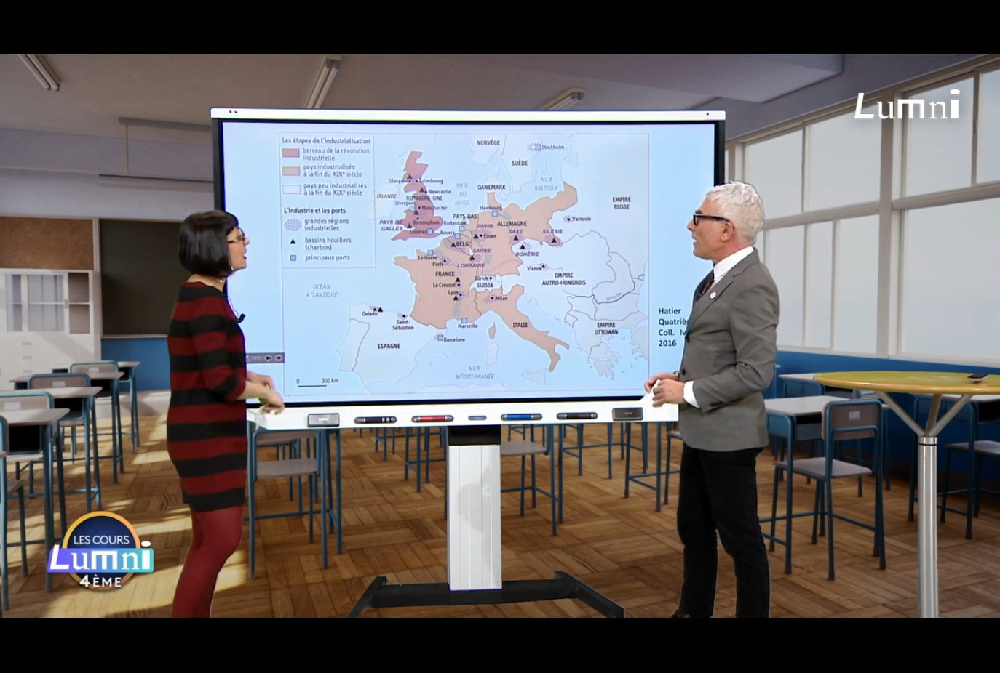 Lumni
Les étapes de l'industrialisation
berceau de la révolution
industrielle
pays industrialisés
à la fin du XIXe siècle
pays peu industrialisés
à la fin du XIXe siècle
L'industrie et les ports
grandes régions
industrielles
bassins houillers
(charbon)
principaux ports
NORVÈGE
Stockholm
SUÈDE
Glasgow
Édimbourg
MER
DU
NORD
MER
BALTIQUE
DANEMARK
Newcastle
IRLANDE
ROYAUME-UNI
EMPIRE
RUSSE
Liverpool
Manchester
Hambourg
PAYS-BAS
Varsovie
PAYS DE
GALLES
Birmingham
Rotterdam
ALLEMAGNE
RUHR
Londres
Anvers
Essen
SAXE
SILÉSIE
BELG.
SARRE
BOHÊME
Le Havre
Paris
LORRAINE
Vienne
FRANCE
Zürich
SUISSE
EMPIRE
AUTRO-HONGROIS
Le Creusot
OCÉAN
ATLANTIQUE
Lyon
Milan
Danube
Oviedo
Saint-
Sébastien
Marseille
ITALIE
EMPIRE
OTTOMAN
Barcelone
ESPAGNE
MER
MÉDITERRANÉE
0 300 km
Hatier
Quatriè
Coll. Iv
2016
LES COURS
Lumni
4ÈME